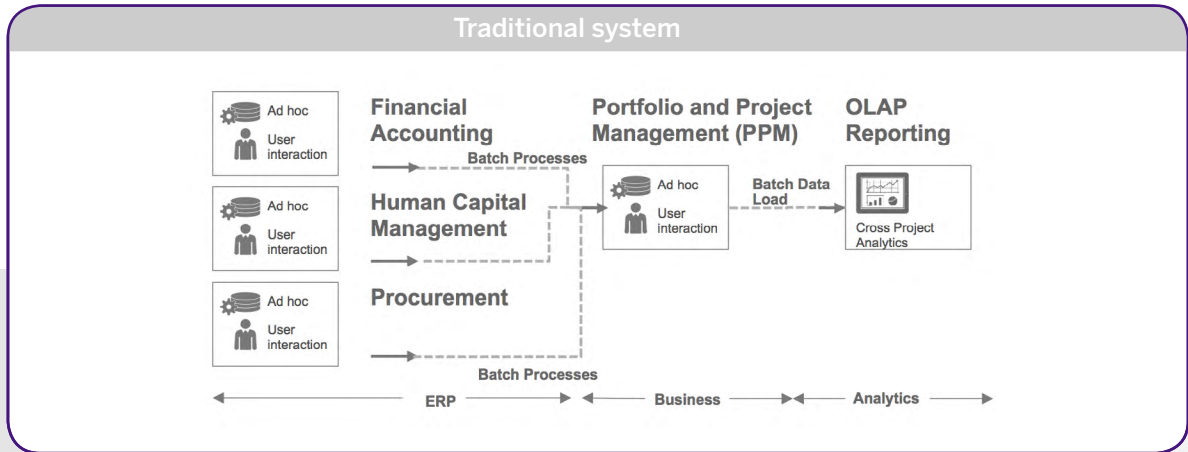 Traditional system
Ad hoc
User
interaction
Financial
Accounting
Batch Processes
Ad hoc
User
interaction
Human Capital
Management
Ad hoc
User
interaction
Procurement
Batch Processes
Portfolio and Project
Management (PPM)
Ad hoc
User
interaction
Batch Data
Load
OLAP
Reporting
Cross Project
Analytics
ERP
Business
Analytics